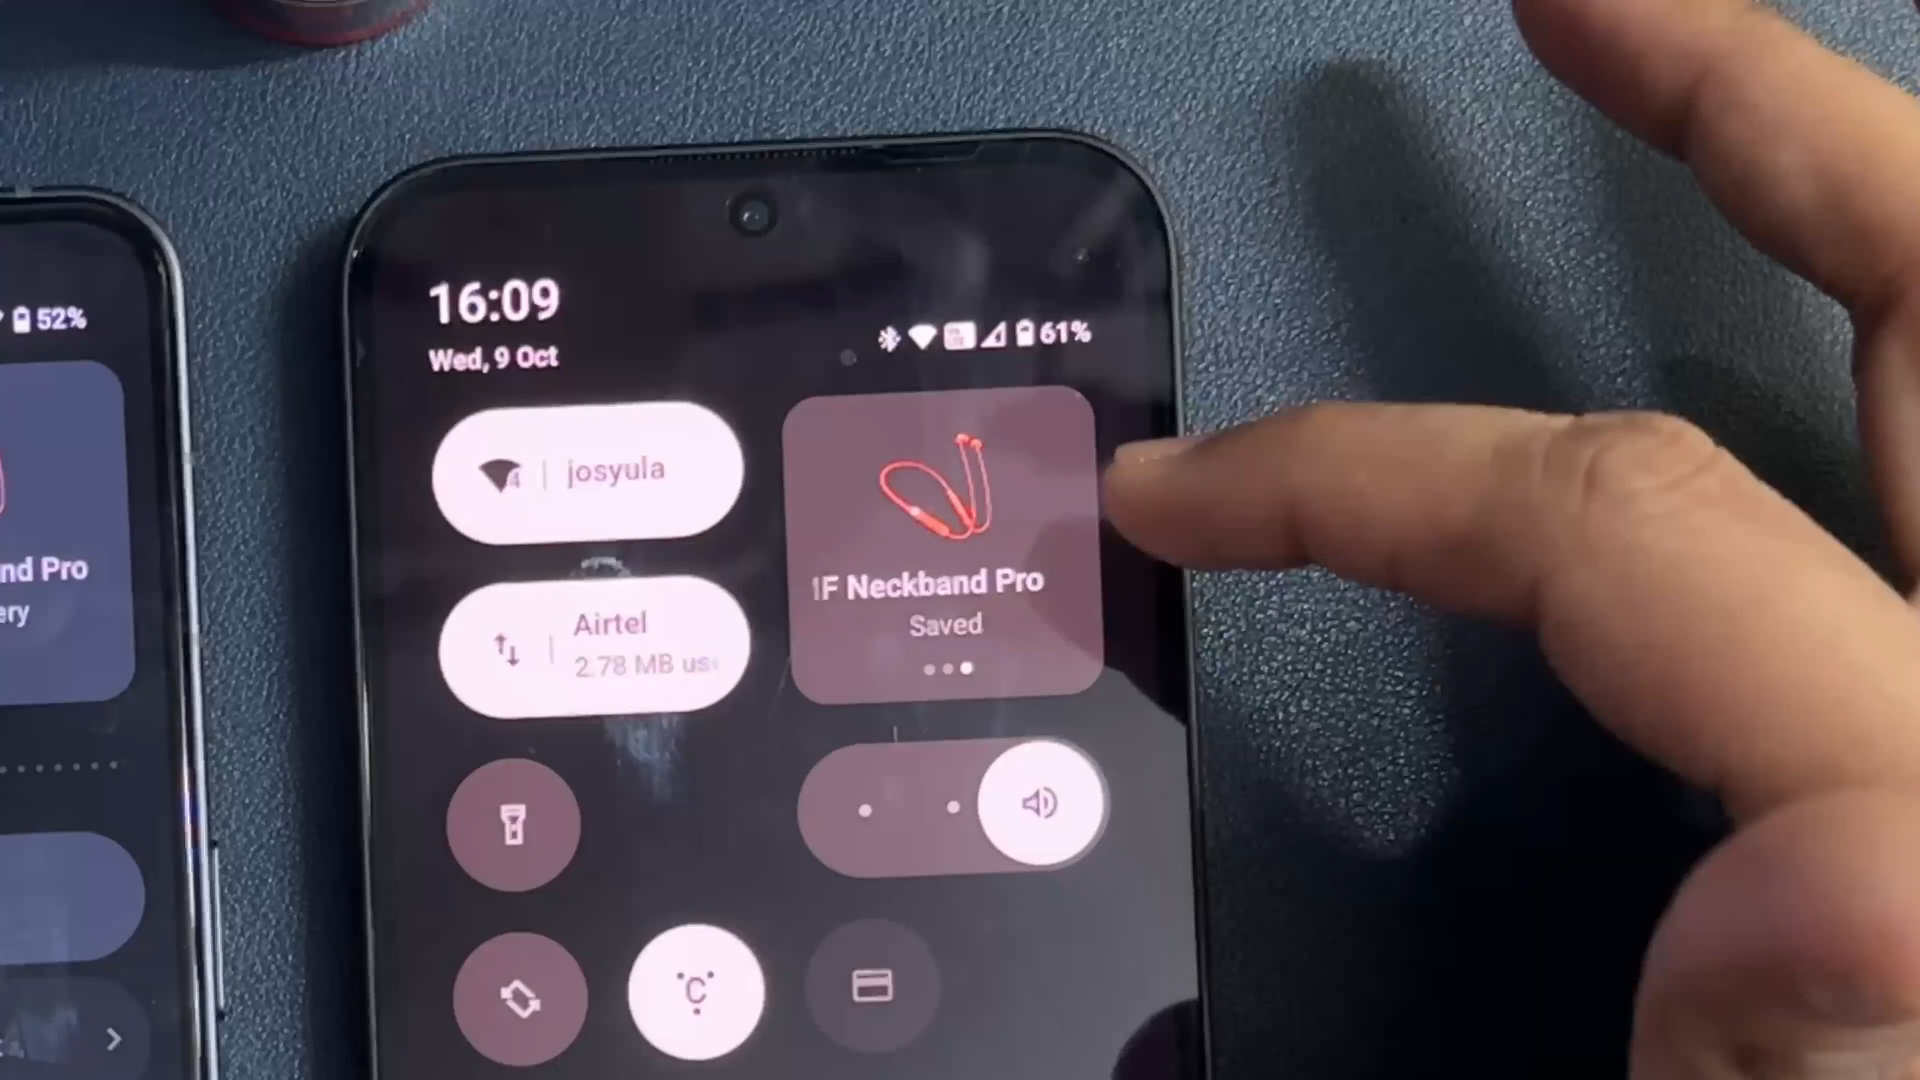 52%
nd Pro
ery
16:09
Wed, 9 Oct
61%
josyula
4
Airtel
2.78 MB us
F Neckband Pro
Saved
C